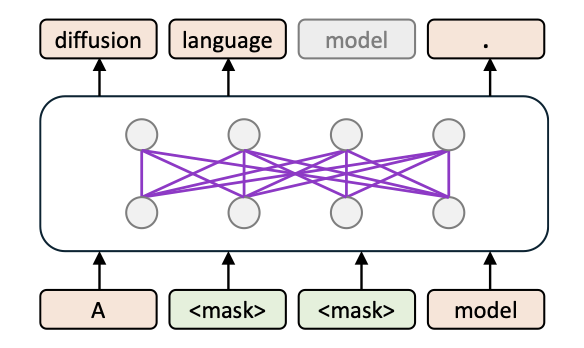 diffusion language model .
A <mask> <mask> model